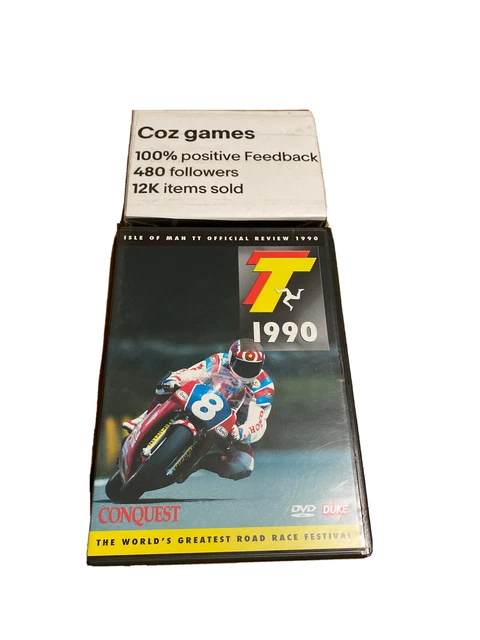 Coz games
100% positive Feedback
480 followers
12K items sold
ISLE OF MAN TT OFFICIAL REVIEW 1990
TT
1990
8
CONQUEST
DVD
DUKE
THE WORLD'S GREATEST ROAD RACE FESTIVAL